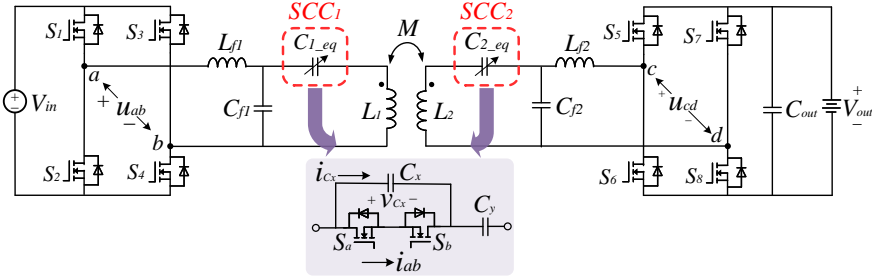 SCC1 SCC2
S1 S3 Lf1 C1_eq M C2_eq Lf2 S5 S7
a c
Vin + uab − Cf1 L1 L2 Cf2 + ucd − Cout + Vout −
b d
S2 S4 S6 S8
iCx Cx
+ vCx − Cy
Sa Sb
iab